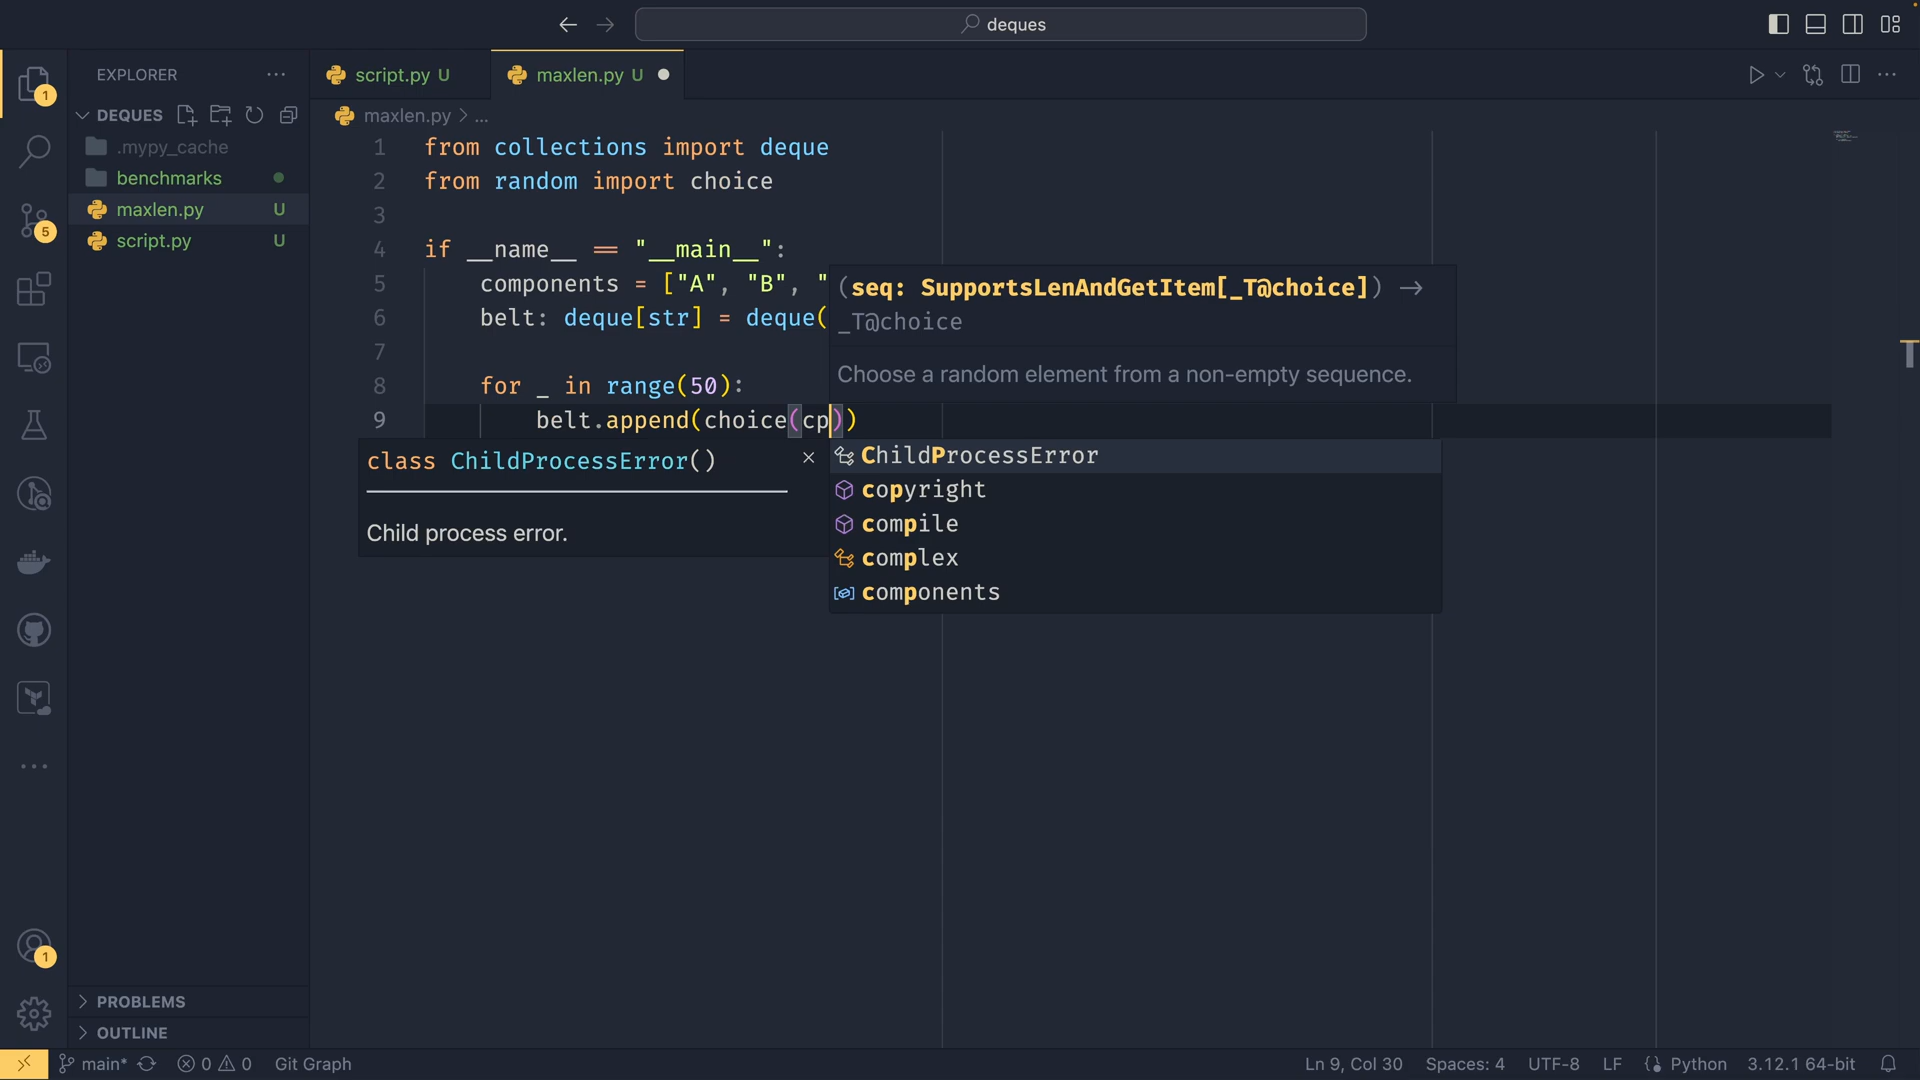 deques
EXPLORER
DEQUES
.mypy_cache
benchmarks
maxlen.py U
script.py U
1
5
1
script.py U
maxlen.py U
maxlen.py > ...
1 from collections import deque
2 from random import choice
3
4 if __name__ == "__main__":
5 components = ["A", "B", "
6 belt: deque[str] = deque(
7
8 for _ in range(50):
9 belt.append(choice(cp))
(seq: SupportsLenAndGetItem[_T@choice]) →
_T@choice
Choose a random element from a non-empty sequence.
class ChildProcessError()
Child process error.
ChildProcessError
copyright
compile
complex
components
PROBLEMS
OUTLINE
main* 0 0 Git Graph
Ln 9, Col 30 Spaces: 4 UTF-8 LF Python 3.12.1 64-bit